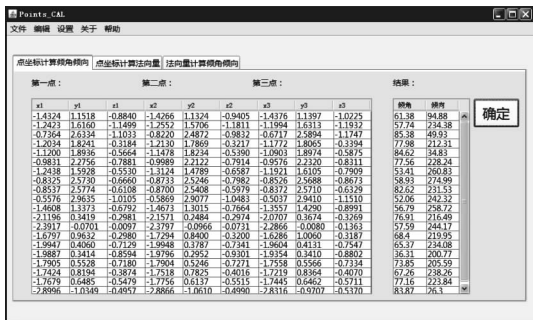 Points_CAL
文件 编辑 设置 关于 帮助
点坐标计算倾角倾向 点坐标计算法向量 法向量计算倾角倾向
第一点： 第二点： 第三点： 结果：
x1 y1 z1 x2 y2 z2 x3 y3 z3 倾角 倾向
-1.4324 1.1518 -0.8840 -1.4266 1.1324 -0.9405 -1.4376 1.1397 -1.0225 61.38 94.88
确定
-1.2423 1.6160 -1.1499 -1.2552 1.5706 -1.1811 -1.1994 1.6313 -1.1932 57.74 234.38
-0.7364 2.6334 -1.1033 -0.8220 2.4872 -0.9832 -0.6717 2.5894 -1.1747 85.38 49.93
-1.2034 1.8241 -0.3184 -1.2130 1.7869 -0.3217 -1.1772 1.8065 -0.3394 77.98 212.31
-1.1200 1.8936 -0.5664 -1.1478 1.8234 -0.5390 -1.0903 1.8974 -0.5875 84.62 34.83
-0.9831 2.2756 -0.7881 -0.9989 2.2122 -0.7914 -0.9576 2.2320 -0.8311 77.56 228.24
-1.2438 1.5928 -0.5530 -1.3124 1.4789 -0.6587 -1.1921 1.6105 -0.7909 53.41 260.83
-0.8325 2.5730 -0.6660 -0.8733 2.5246 -0.7982 -0.8526 2.5688 -0.8673 58.93 274.99
-0.8537 2.5774 -0.6108 -0.8700 2.5408 -0.5979 -0.8372 2.5710 -0.6329 82.62 231.53
-0.5576 2.9635 -1.0105 -0.5869 2.9077 -1.0483 -0.5037 2.9410 -1.1510 52.06 242.32
-1.4608 1.3373 -0.6792 -1.4673 1.3015 -0.7664 -1.3557 1.4290 -0.8991 56.79 258.72
-2.1196 0.3419 -0.2981 -2.1571 0.2484 -0.2974 -2.0707 0.3674 -0.3269 76.91 216.49
-2.3917 -0.0701 -0.0097 -2.3797 -0.0966 -0.0731 -2.2866 -0.0080 -0.1363 57.59 244.17
-1.6797 0.9632 -0.2980 -1.7294 0.8400 -0.3200 -1.6286 1.0060 -0.3187 68.4 219.95
-1.9947 0.4060 -0.7129 -1.9948 0.3787 -0.7341 -1.9604 0.4131 -0.7547 65.37 234.08
-1.9887 0.3414 -0.8594 -1.9796 0.2952 -0.9301 -1.9354 0.3410 -0.8802 36.31 200.77
-1.7905 0.5528 -0.7180 -1.7904 0.5246 -0.7271 -1.7558 0.5566 -0.7334 73.85 205.59
-1.7424 0.8194 -0.3874 -1.7518 0.7825 -0.4016 -1.7219 0.8364 -0.4070 67.26 238.26
-1.7679 0.6485 -0.5479 -1.7756 0.6137 -0.5515 -1.7445 0.6462 -0.5711 77.16 223.84
-2.8996 -1.0349 -0.4957 -2.8866 -1.0610 -0.4990 -2.8316 -0.9707 -0.5370 83.87 26.3